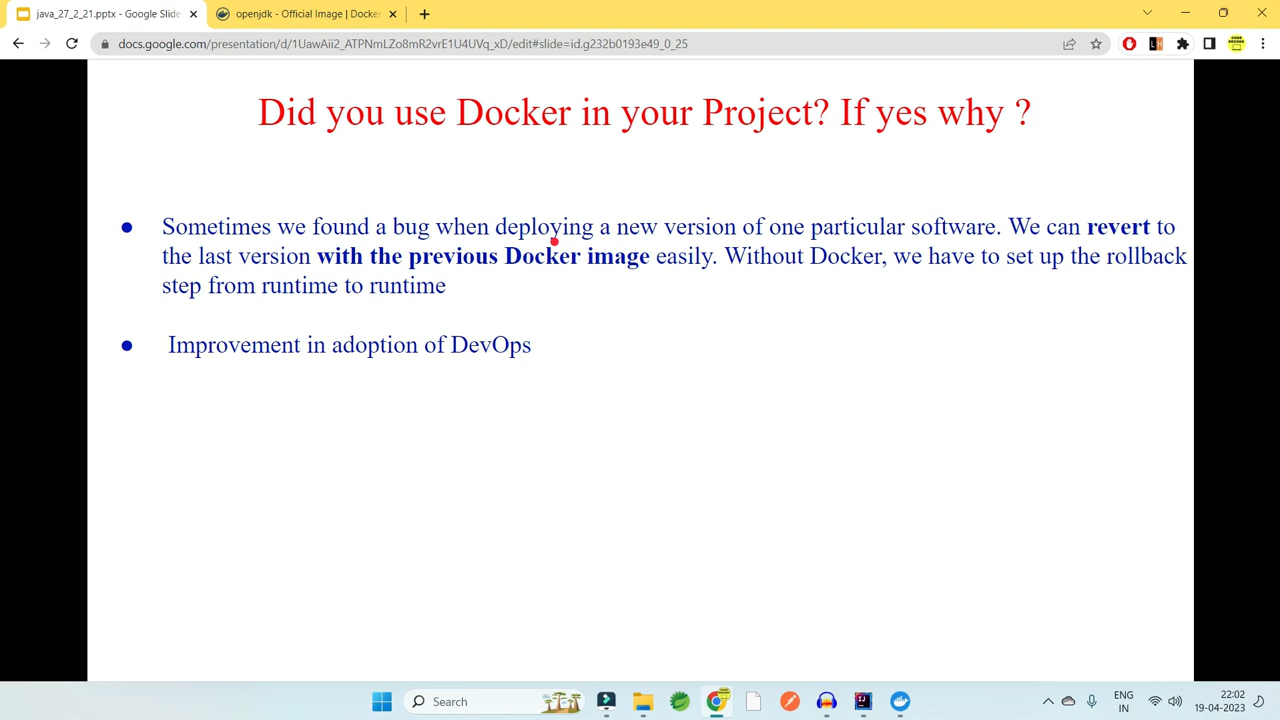 java_27_2_21.pptx - Google Slide
openjdk - Official Image | Docker
docs.google.com/presentation/d/1UawAii2_ATPNmLZo8mR2vrE1U4UVq_xD/edit#slide=id.g232b0193e49_0_25
Did you use Docker in your Project? If yes why ?
● Sometimes we found a bug when deploying a new version of one particular software. We can revert to
the last version with the previous Docker image easily. Without Docker, we have to set up the rollback
step from runtime to runtime
● Improvement in adoption of DevOps
Search
ENG
IN
22:02
19-04-2023